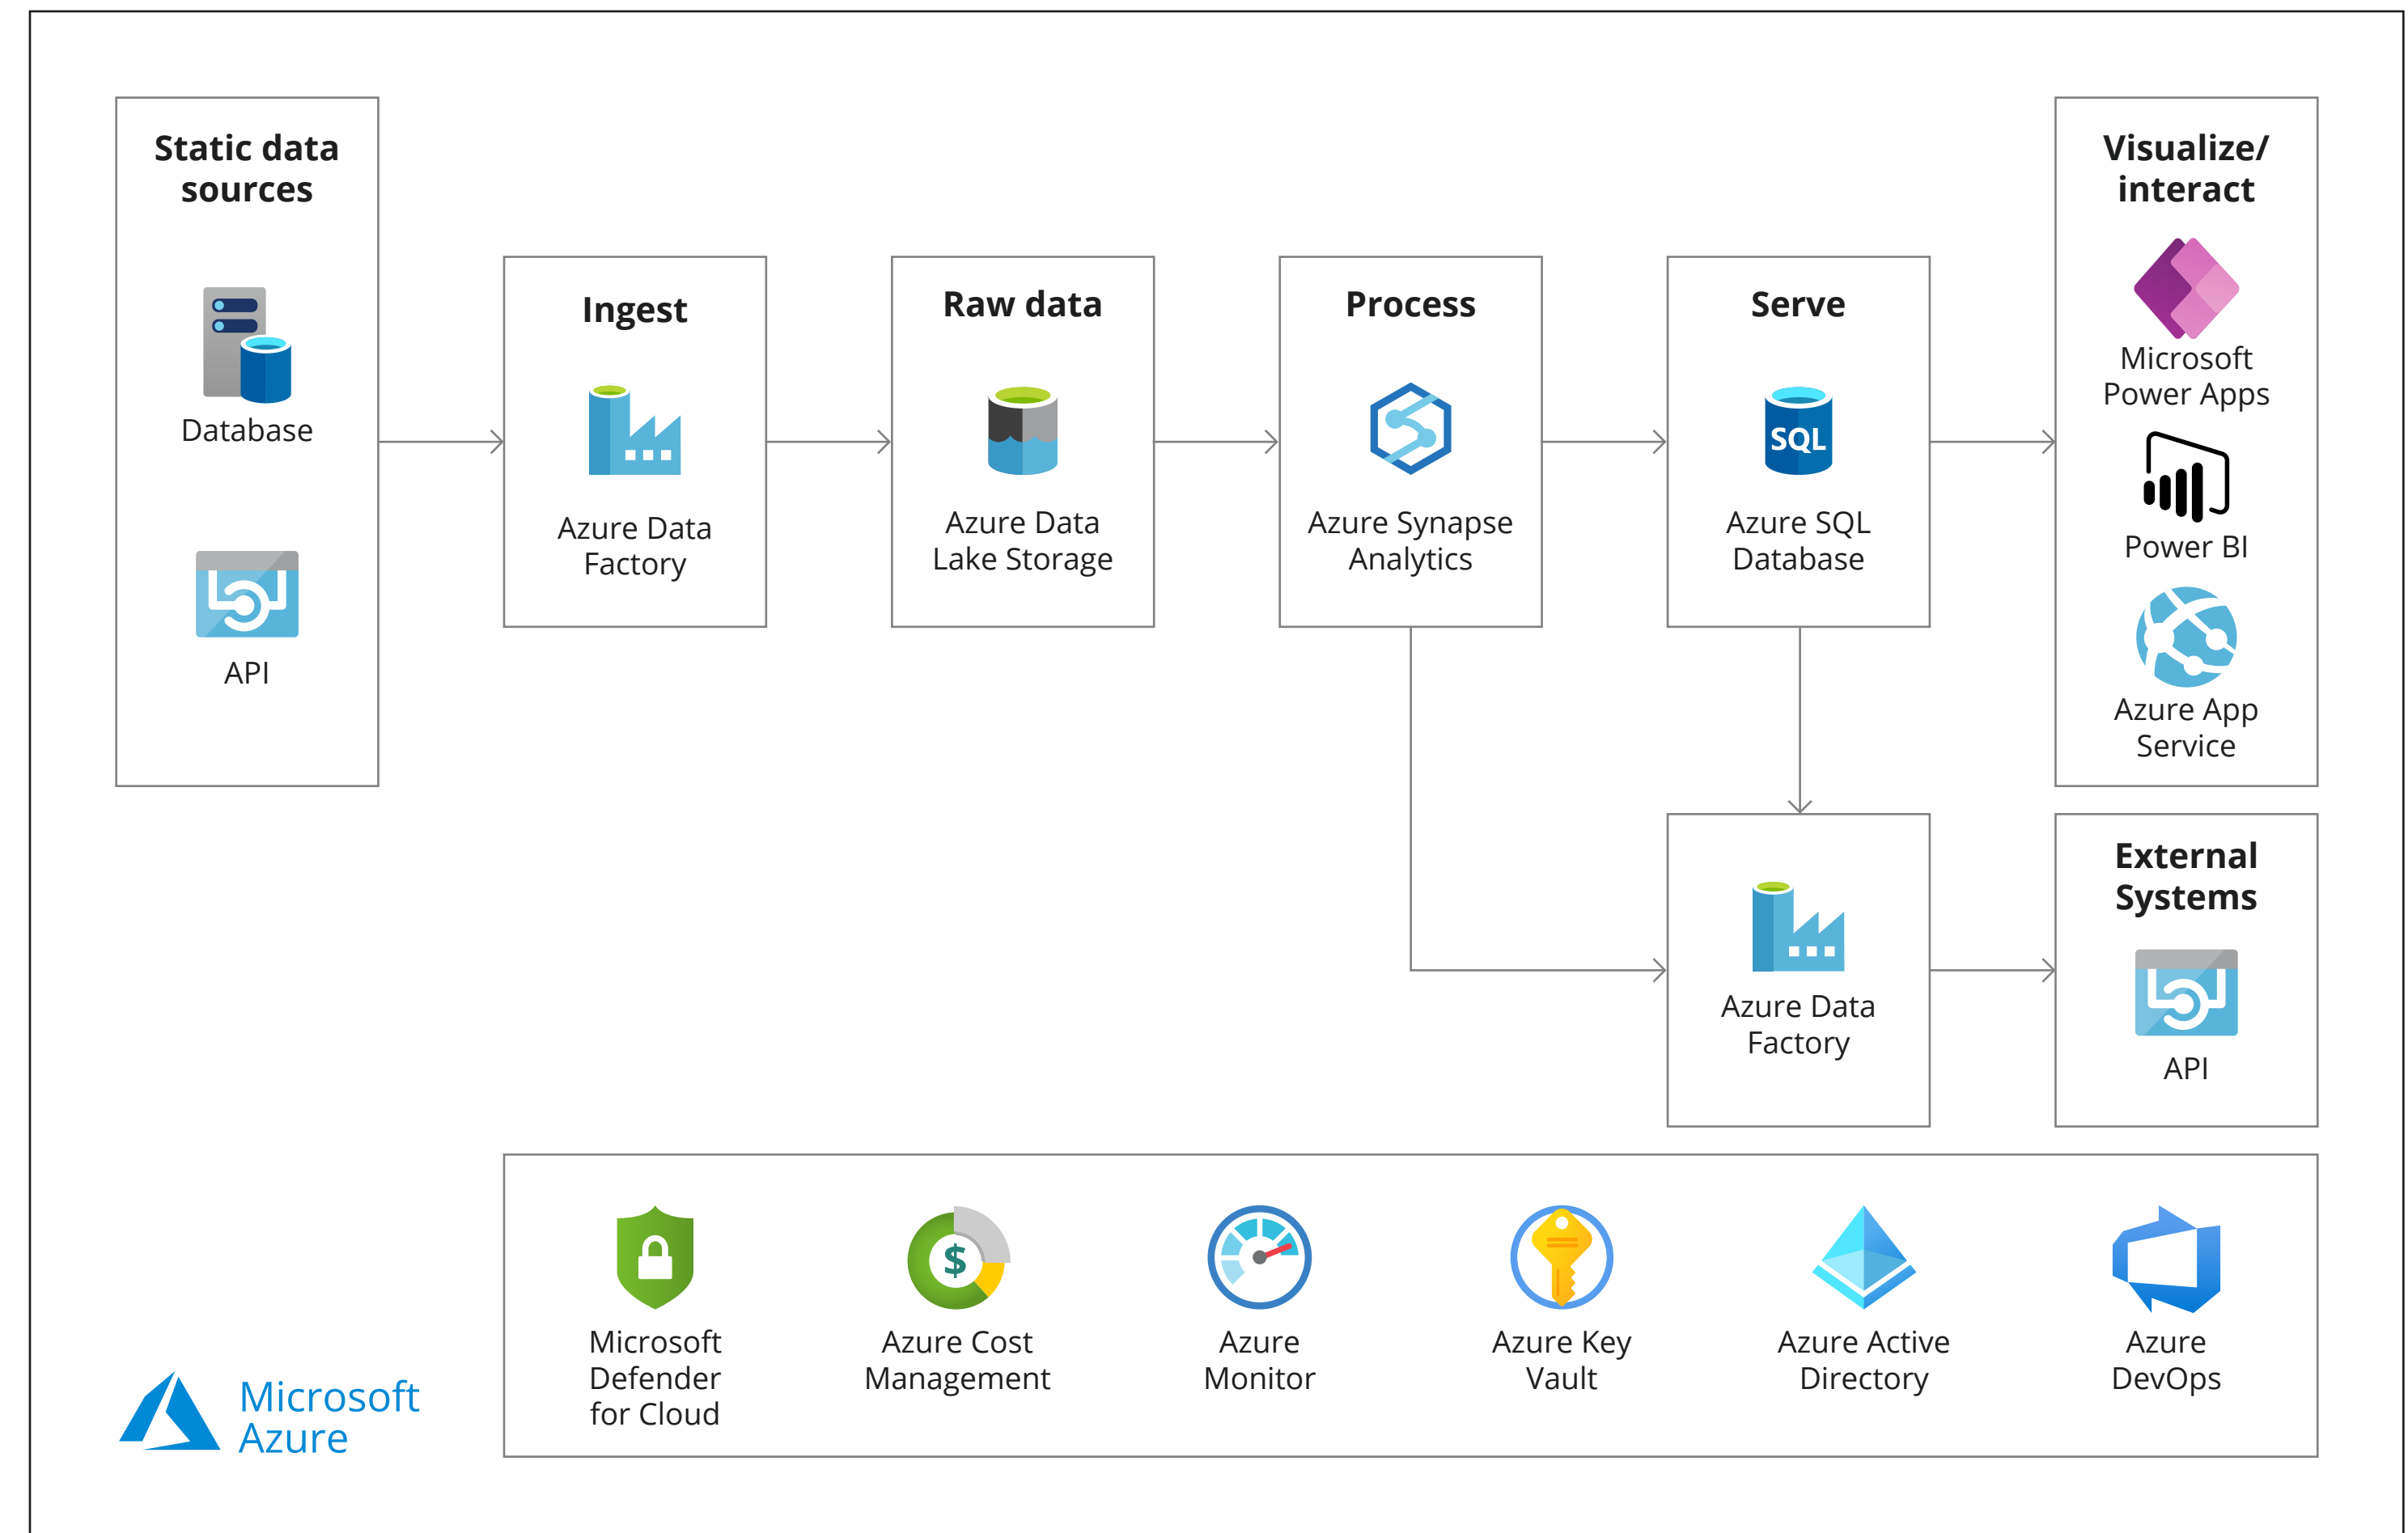 Static data
sources
Database
API
Ingest
Azure Data
Factory
Raw data
Azure Data
Lake Storage
Process
Azure Synapse
Analytics
Serve
SQL
Azure SQL
Database
Visualize/
interact
Microsoft
Power Apps
Power BI
Azure App
Service
Azure Data
Factory
External
Systems
API
Microsoft
Defender
for Cloud
$
Azure Cost
Management
Azure
Monitor
Azure Key
Vault
Azure Active
Directory
Azure
DevOps
Microsoft
Azure